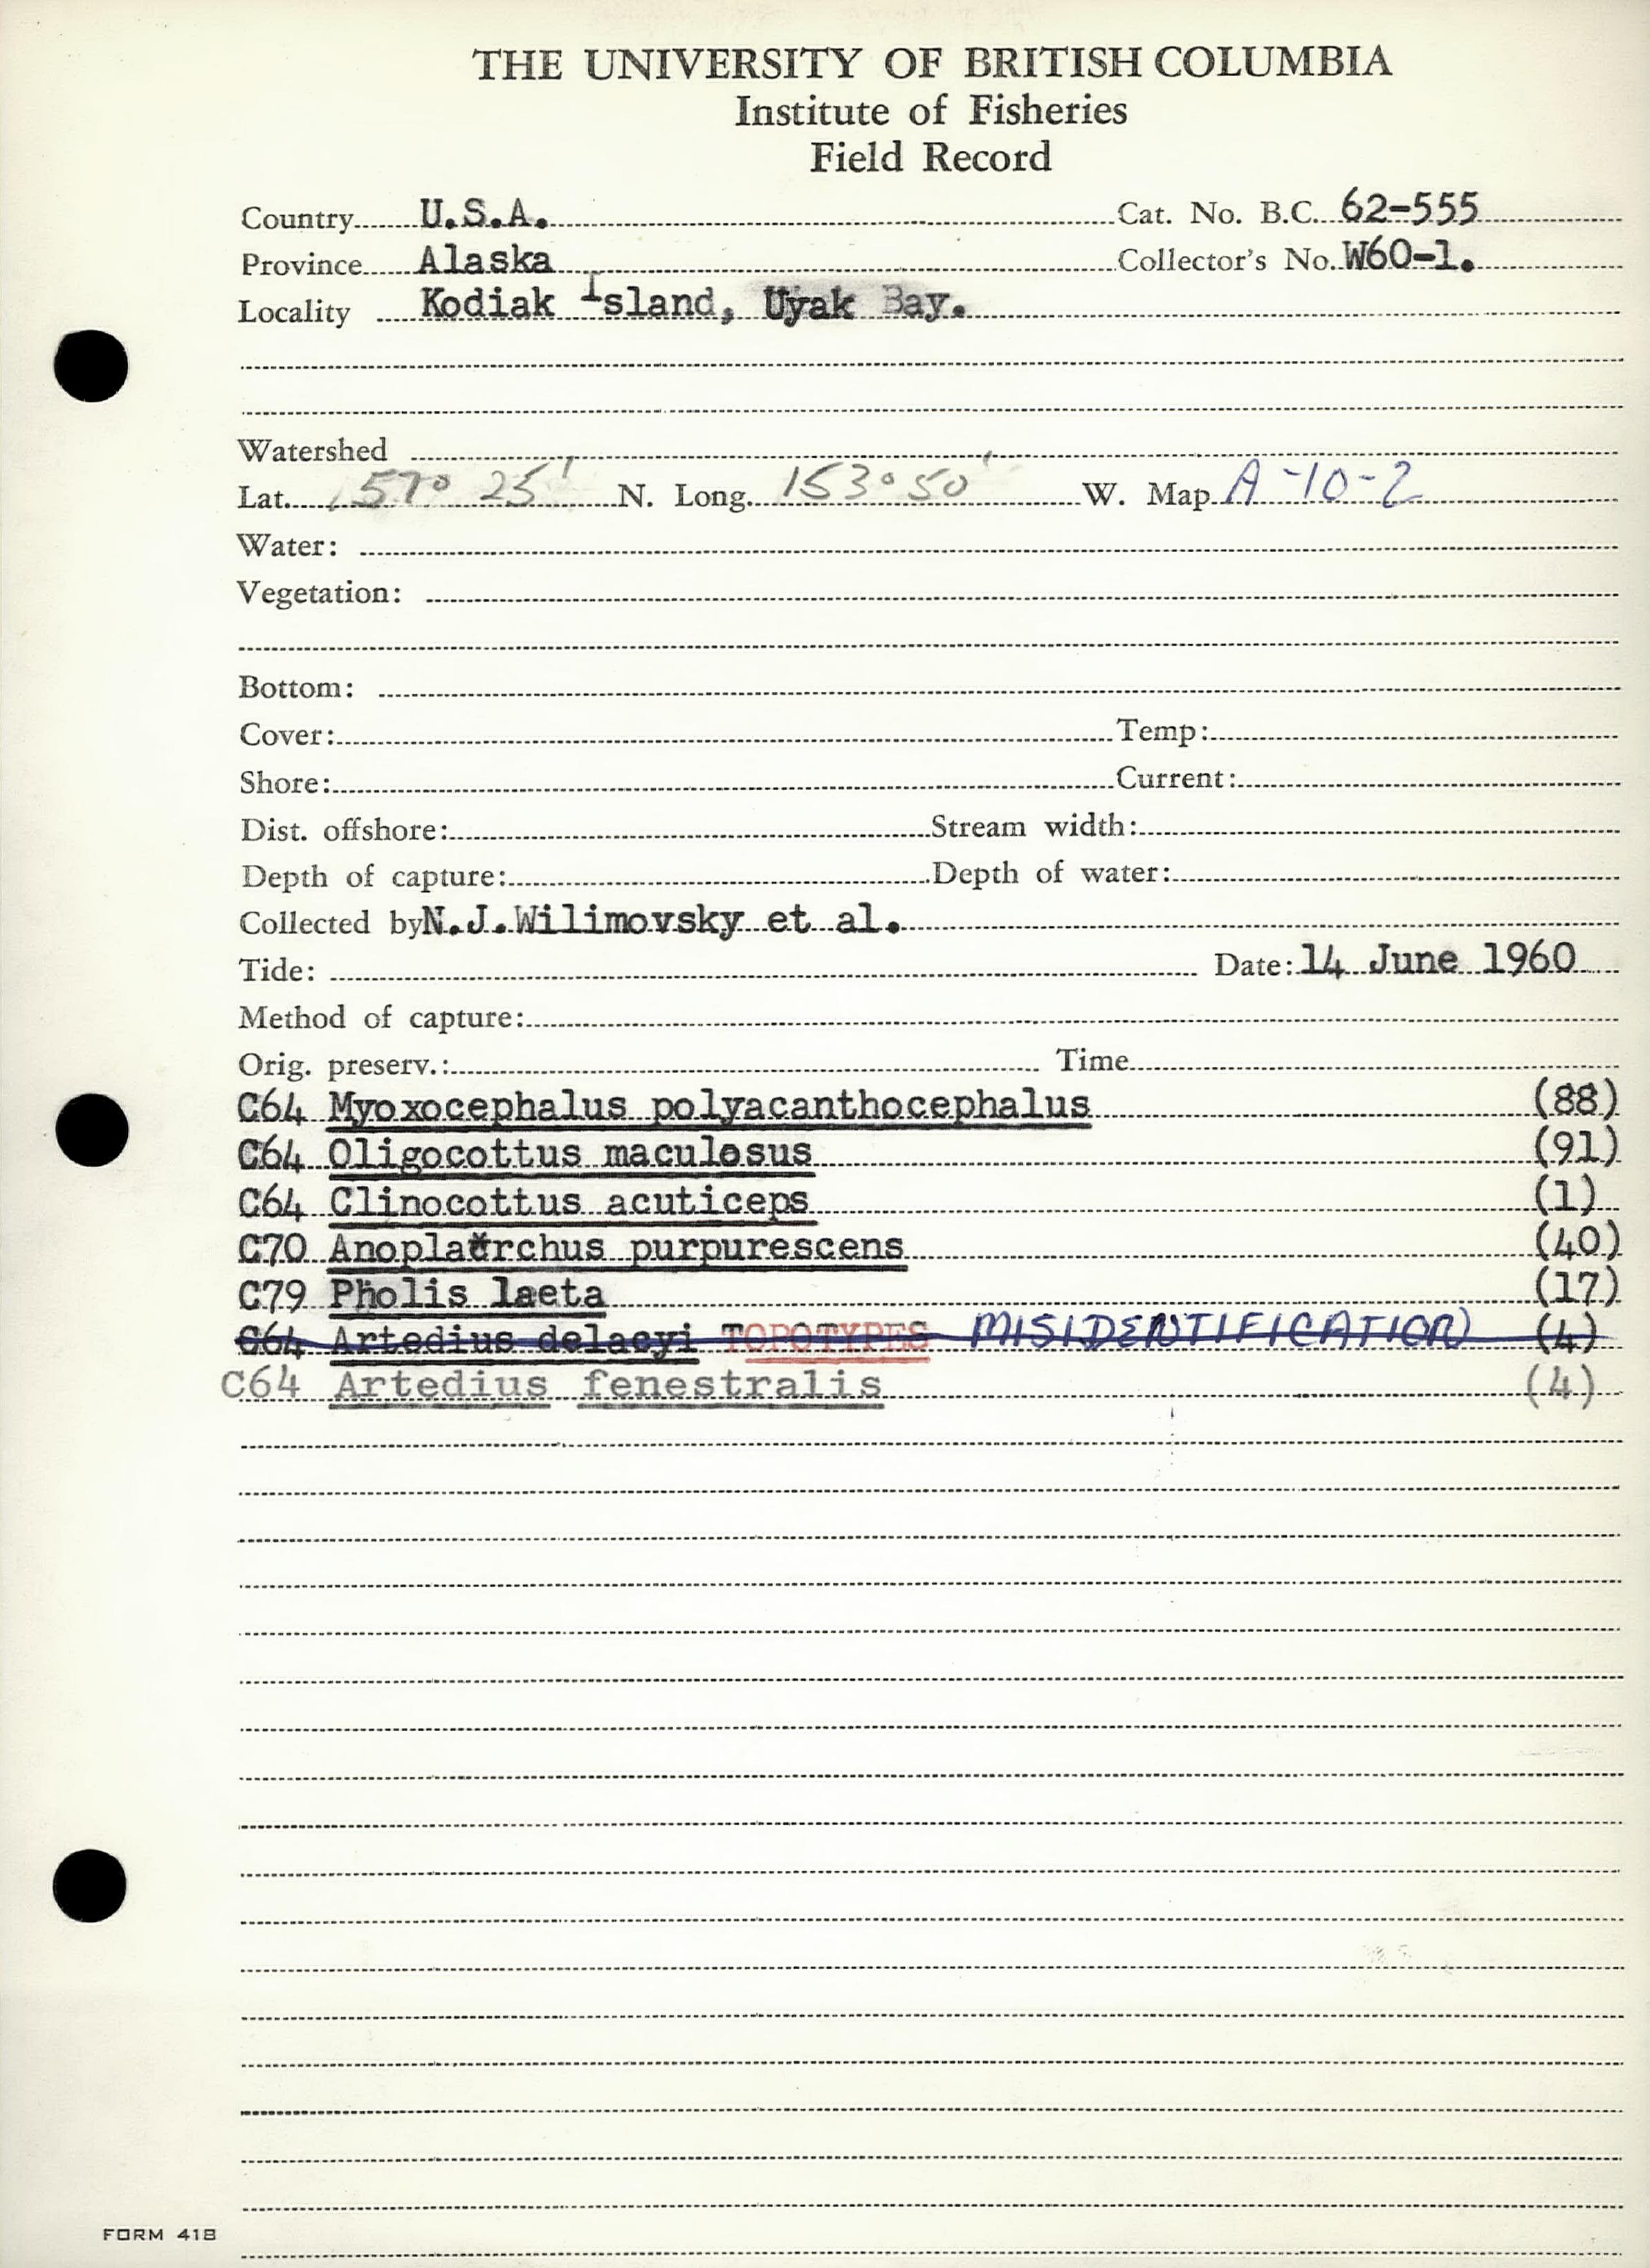 THE UNIVERSITY OF BRITISH COLUMBIA
Institute of Fisheries
Field Record
Country U.S.A. Cat. No. B.C. 62-555
Province Alaska Collector's No. W60-1.
Locality Kodiak Island, Uyak Bay.
Watershed
Lat. 57° 25' N. Long. 153° 50' W. Map A-10-2
Water:
Vegetation:
Bottom:
Cover: Temp:
Shore: Current:
Dist. offshore: Stream width:
Depth of capture: Depth of water:
Collected by N.J.Wilimovsky et al.
Tide: Date: 14 June 1960
Method of capture:
Orig. preserv.: Time
C64 Myoxocephalus polyacanthocephalus (88)
C64 Oligocottus maculosus (91)
C64 Clinocottus acuticeps (1)
C70 Anoplarchus purpurescens (40)
C79 Pholis laeta (17)
C64 Artedius delacyi TOPOTYPES MISIDENTIFICATION (4)
C64 Artedius fenestralis (4)
FORM 418